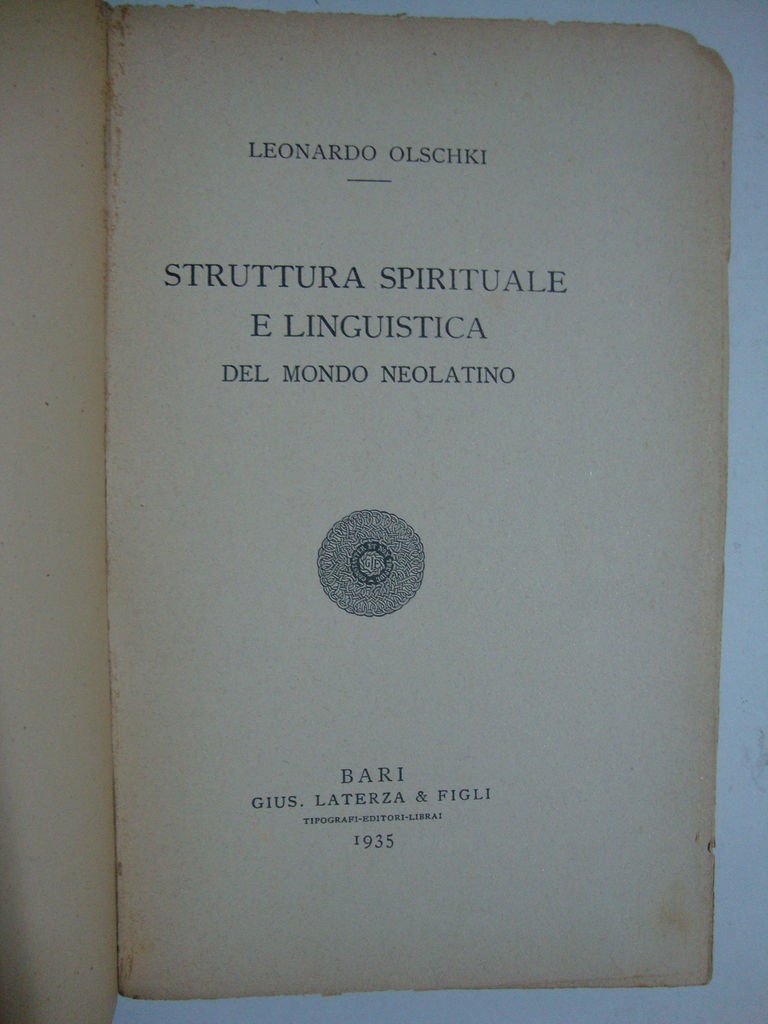 LEONARDO OLSCHKI
STRUTTURA SPIRITUALE
E LINGUISTICA
DEL MONDO NEOLATINO
BARI
GIUS. LATERZA & FIGLI
TIPOGRAFI-EDITORI-LIBRAI
1935